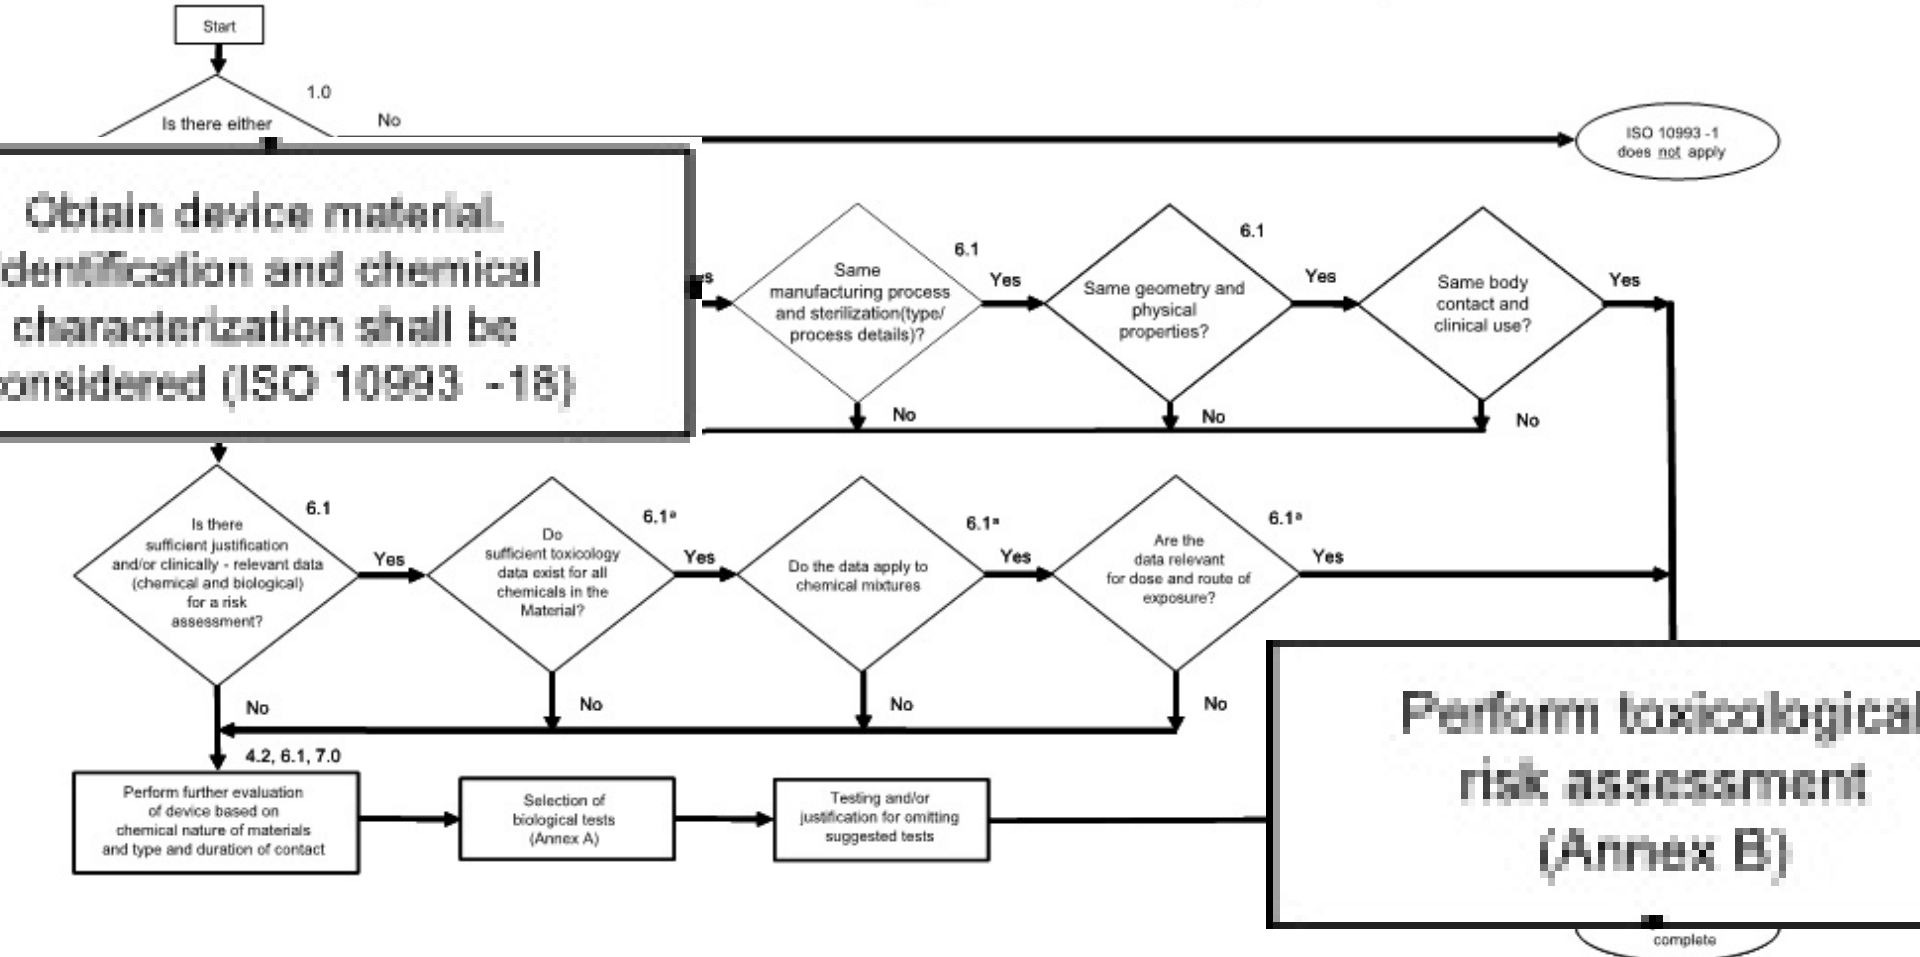 Start
1.0
Is there either
No
ISO 10993 -1
does not apply
Obtain device material.
dentification and chemical
characterization shall be
onsidered (ISO 10993 -18)
s
Same
manufacturing process
and sterilization(type/
process details)?
6.1
Yes
Same geometry and
physical
properties?
6.1
Yes
Same body
contact and
clinical use?
Yes
No
No
No
Is there
sufficient justification
and/or clinically - relevant data
(chemical and biological)
for a risk
assessment?
6.1
Yes
Do
sufficient toxicology
data exist for all
chemicals in the
Material?
6.1ª
Yes
Do the data apply to
chemical mixtures
6.1ª
Yes
Are the
data relevant
for dose and route of
exposure?
6.1ª
Yes
No
No
No
No
4.2, 6.1, 7.0
Perform further evaluation
of device based on
chemical nature of materials
and type and duration of contact
Selection of
biological tests
(Annex A)
Testing and/or
justification for omitting
suggested tests
Perform toxicological
risk assessment
(Annex B)
complete